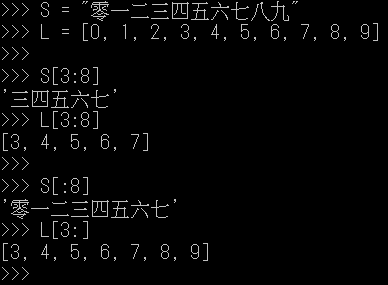 >>> S = "零一二三四五六七八九"
>>> L = [0, 1, 2, 3, 4, 5, 6, 7, 8, 9]
>>>
>>> S[3:8]
'三四五六七'
>>> L[3:8]
[3, 4, 5, 6, 7]
>>>
>>> S[:8]
'零一二三四五六七'
>>> L[3:]
[3, 4, 5, 6, 7, 8, 9]
>>>